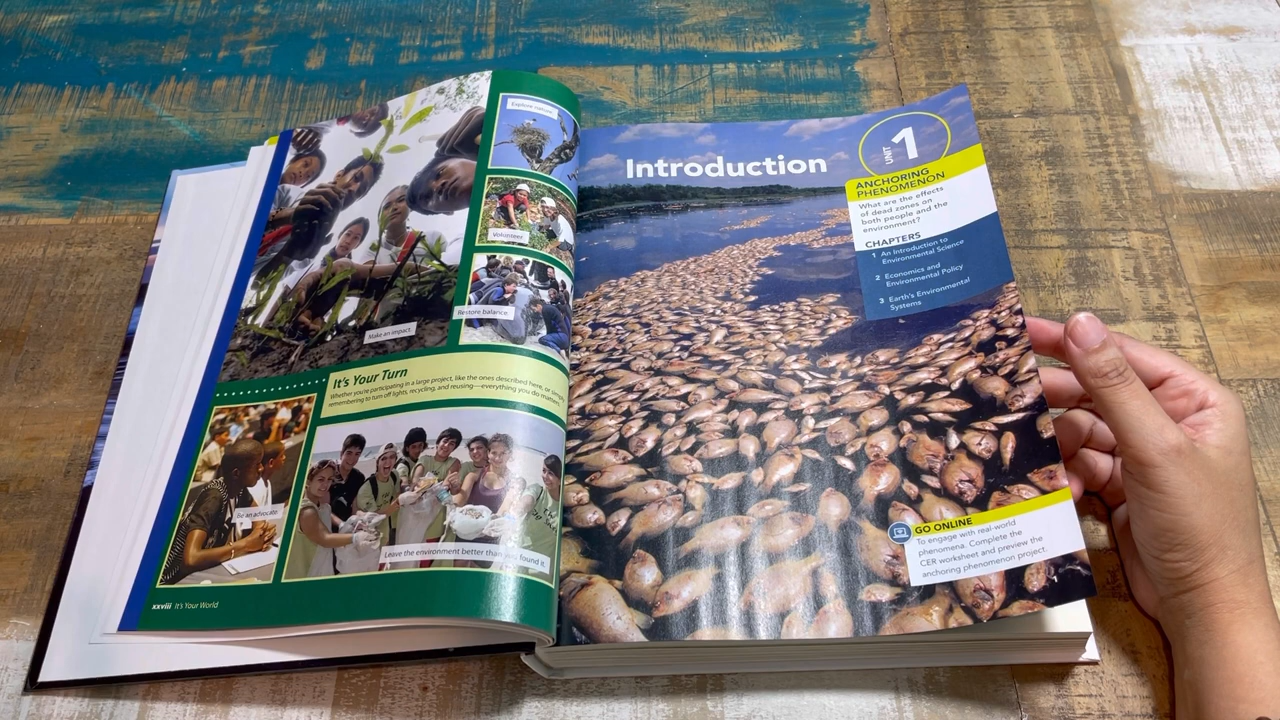 Explore nature.
Volunteer
Restore balance.
Make an impact.
It's Your Turn
Whether you're participating in a large project, like the ones described here, or simply
remembering to turn off lights, recycling, and reusing—everything you do matters.
Be an advocate.
Leave the environment better than you found it.
xxviii It's Your World
Introduction
UNIT 1
ANCHORING
PHENOMENON
What are the effects
of dead zones on
both people and the
environment?
CHAPTERS
1 An Introduction to
Environmental Science
2 Economics and
Environmental Policy
3 Earth's Environmental
Systems
GO ONLINE
To engage with real-world
phenomena. Complete the
CER worksheet and preview the
anchoring phenomenon project.